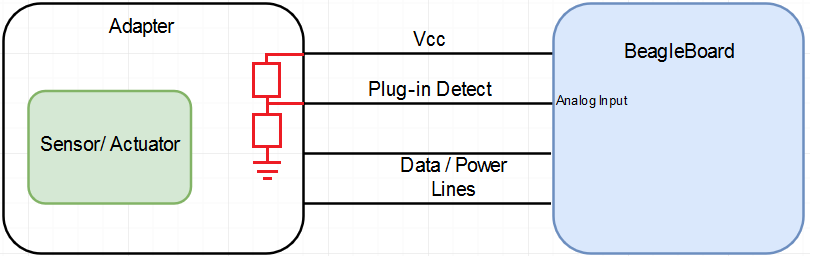 Adapter
Vcc
BeagleBoard
Plug-in Detect
Analog Input
Sensor/ Actuator
Data / Power
Lines